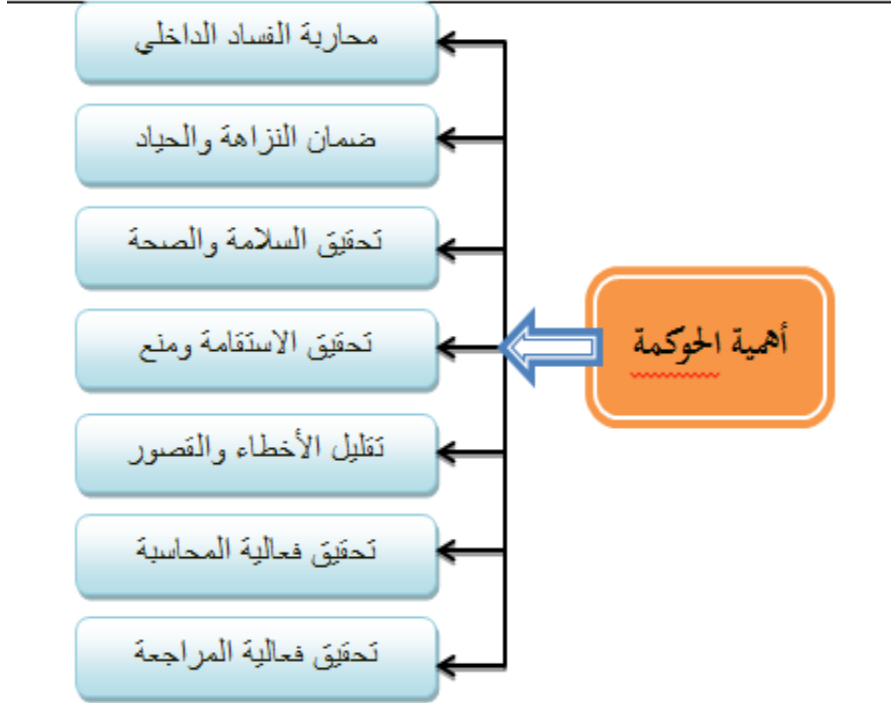 أهمية الحوكمة
محاربة الفساد الداخلي
ضمان النزاهة والحياد
تحقيق السلامة والصحة
تحقيق الاستقامة ومنع
تقليل الأخطاء والقصور
تحقيق فعالية المحاسبة
تحقيق فعالية المراجعة